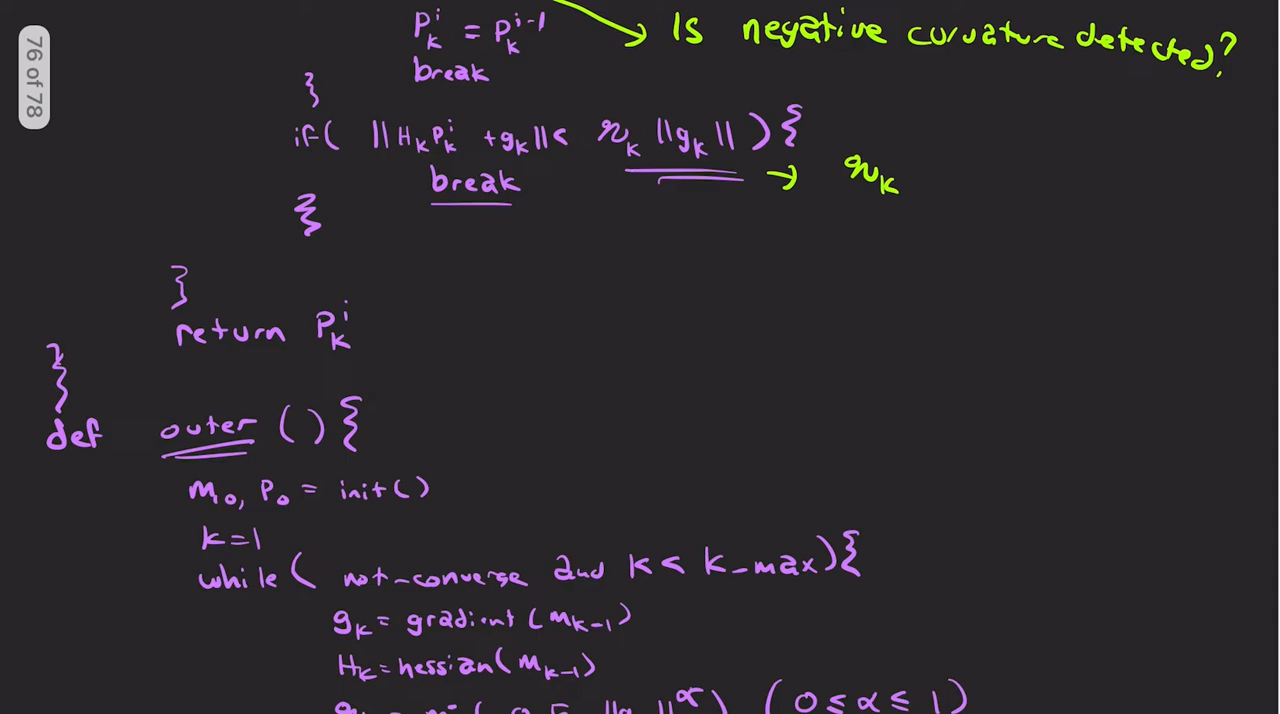 P_k^i = P_k^{i-1} → Is negative curvature detected?
break
}
if( ||H_k P_k^i + g_k|| < η_k ||g_k|| ){ → η_k
break
}
}
return P_k^i
}
def outer () {
m_0, P_0 = init()
k=1
while ( not-converge and k < k_max){
g_k = gradient (m_{k-1})
H_k = hessian(m_{k-1})
(0 ≤ α ≤ 1)
76 of 78